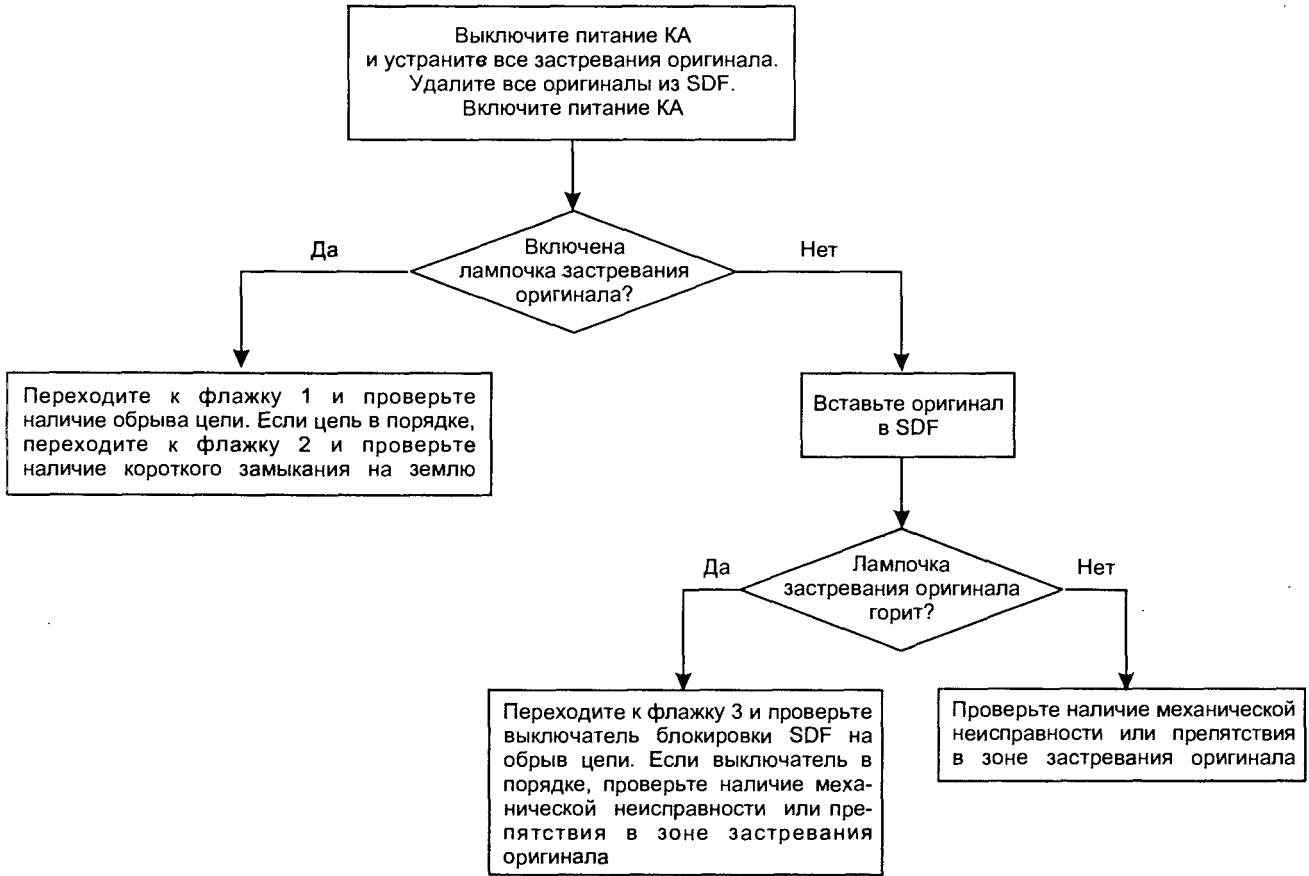 Выключите питание КА
и устраните все застревания оригинала.
Удалите все оригиналы из SDF.
Включите питание КА
Да
Включена
лампочка застревания
оригинала?
Нет
Переходите к флажку 1 и проверьте
наличие обрыва цепи. Если цепь в порядке,
переходите к флажку 2 и проверьте
наличие короткого замыкания на землю
Вставьте оригинал
в SDF
Да
Лампочка
застревания оригинала
горит?
Нет
Переходите к флажку 3 и проверьте
выключатель блокировки SDF на
обрыв цепи. Если выключатель в
порядке, проверьте наличие меха-
нической неисправности или пре-
пятствия в зоне застревания
оригинала
Проверьте наличие механической
неисправности или препятствия
в зоне застревания оригинала